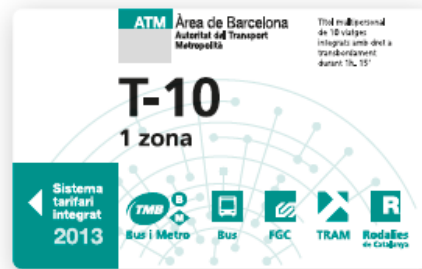 ATM Àrea de Barcelona
Autoritat del Transport
Metropolità
Títol multipersonal
de 10 viatges
integrats amb dret a
transbordament
durant 1h. 15'
T-10
1 zona
Sistema
tarifari
integrat
2013
TMB B M
Bus i Metro
Bus
FGC
TRAM
R
Rodalies
de Catalunya